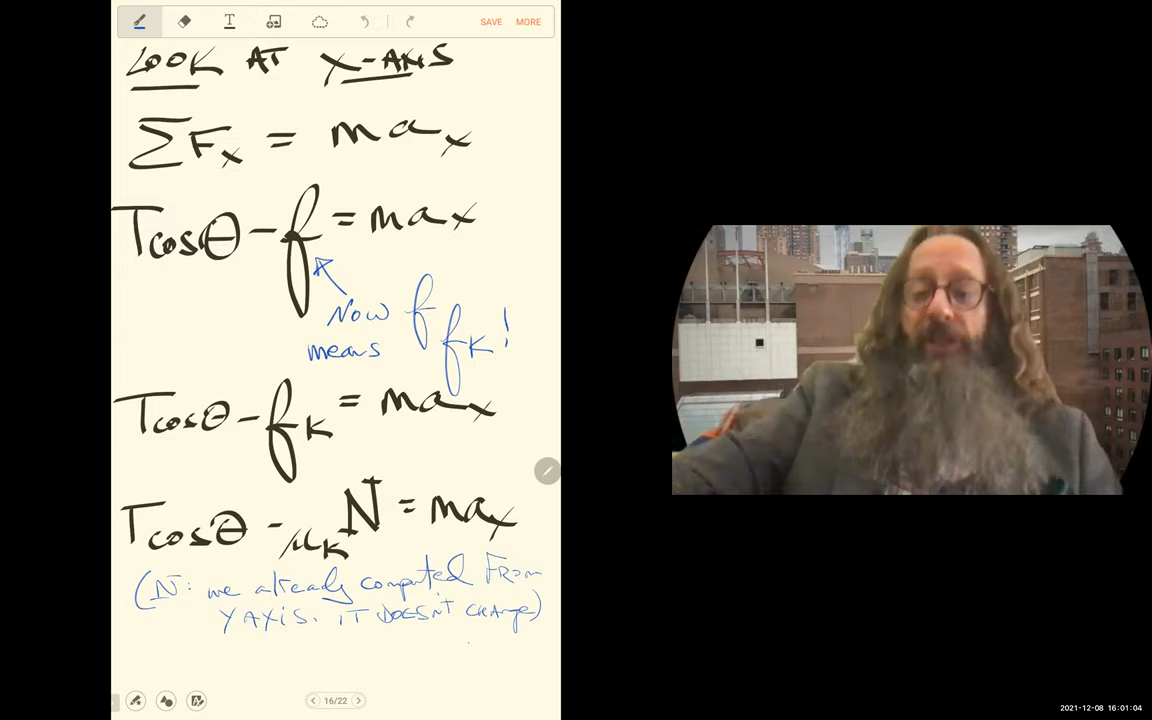 SAVE MORE
LOOK AT X-AXIS
ΣFx = max
Tcosθ - f = max
Now f
means fK!
Tcosθ - fK = max
Tcosθ - μK N = max
(N: we already computed FROM
Y AXIS. IT DOESN'T CHANGE)
16/22
2021-12-08 16:01:04